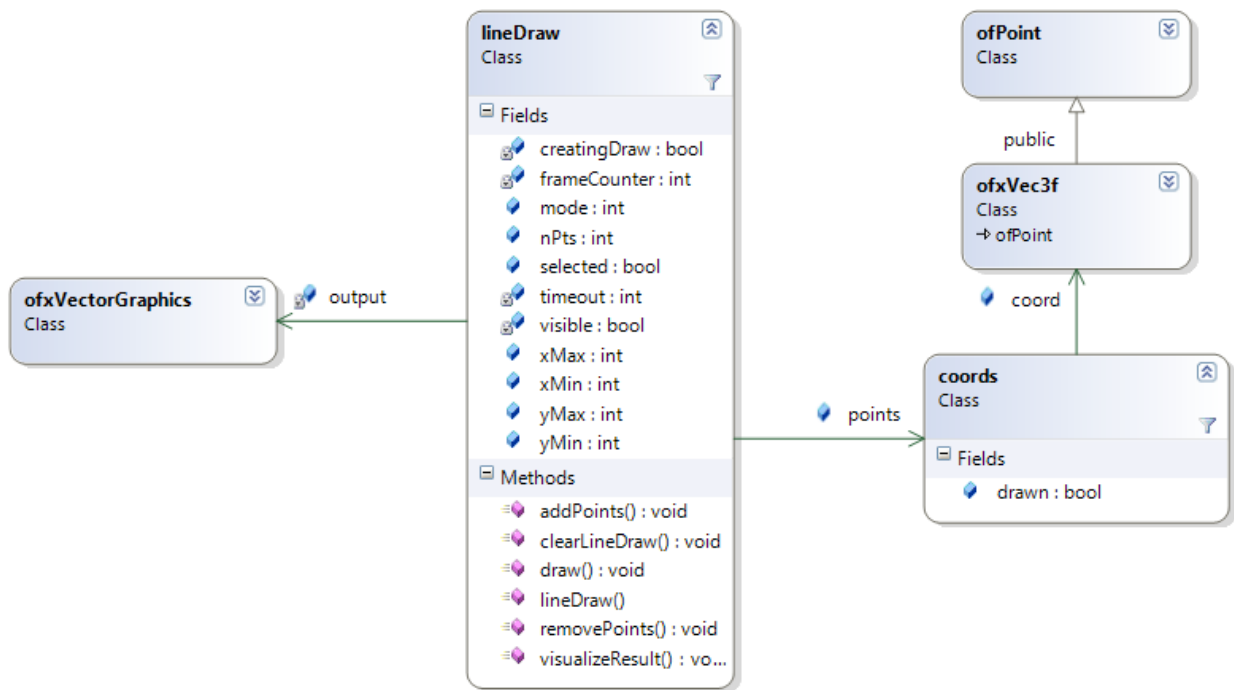 lineDraw
Class
Fields
creatingDraw : bool
frameCounter : int
mode : int
nPts : int
selected : bool
timeout : int
visible : bool
xMax : int
xMin : int
yMax : int
yMin : int
Methods
addPoints() : void
clearLineDraw() : void
draw() : void
lineDraw()
removePoints() : void
visualizeResult() : vo...
ofxVectorGraphics
Class
output
points
ofPoint
Class
public
ofxVec3f
Class
ofPoint
coord
coords
Class
Fields
drawn : bool